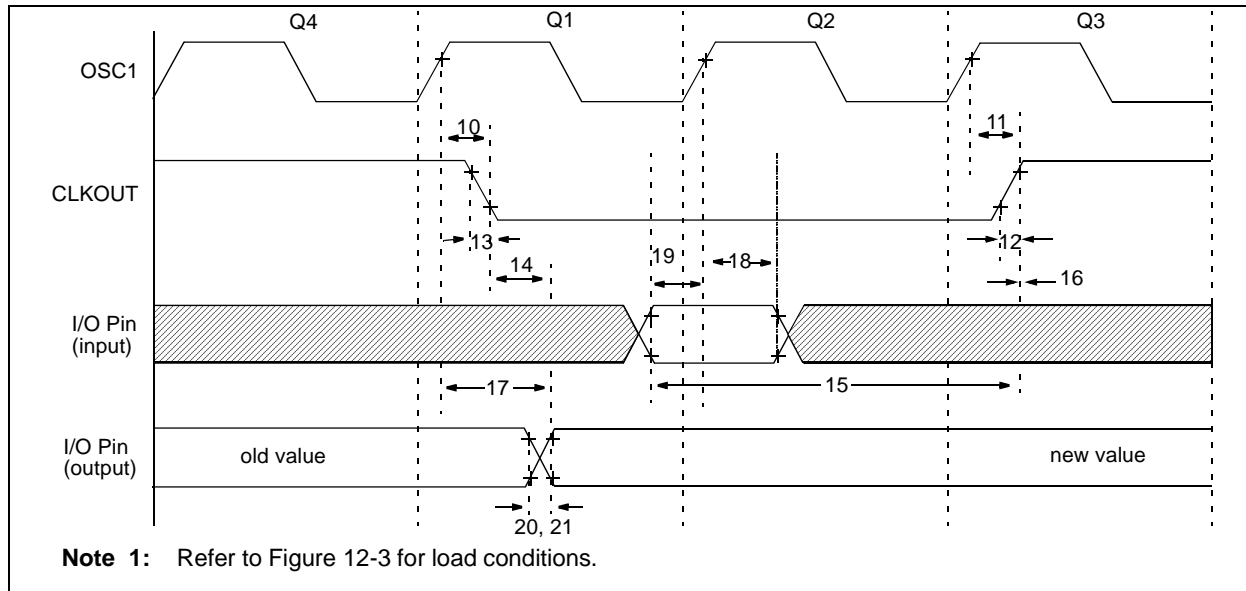 Q4 Q1 Q2 Q3
OSC1
10 11
CLKOUT
13 12
14 19 18
16
I/O Pin
(input)
17 15
I/O Pin
(output)
old value new value
20, 21
Note 1: Refer to Figure 12-3 for load conditions.